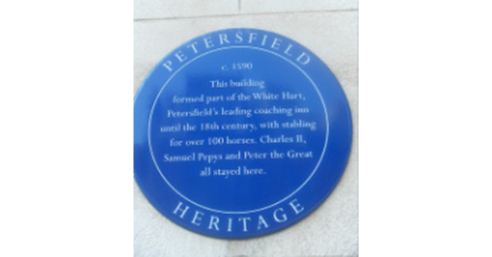 PETERSFIELD
c. 1590
This building
formed part of the White Hart,
Petersfield's leading coaching inn
until the 18th century, with stabling
for over 100 horses. Charles II,
Samuel Pepys and Peter the Great
all stayed here.
HERITAGE